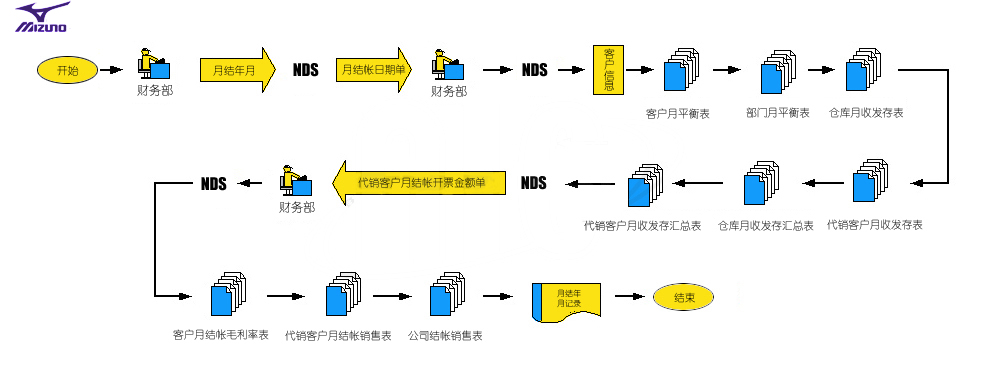 MIZUNO
开始
财务部
月结年月
NDS
月结帐日期单
财务部
NDS
客户信息
客户月平衡表
部门月平衡表
仓库月收发存表
代销客户月收发存表
仓库月收发存汇总表
代销客户月收发存汇总表
NDS
代销客户月结帐开票金额单
财务部
NDS
客户月结帐毛利率表
代销客户月结帐销售表
公司结帐销售表
月结年
月记录
结束